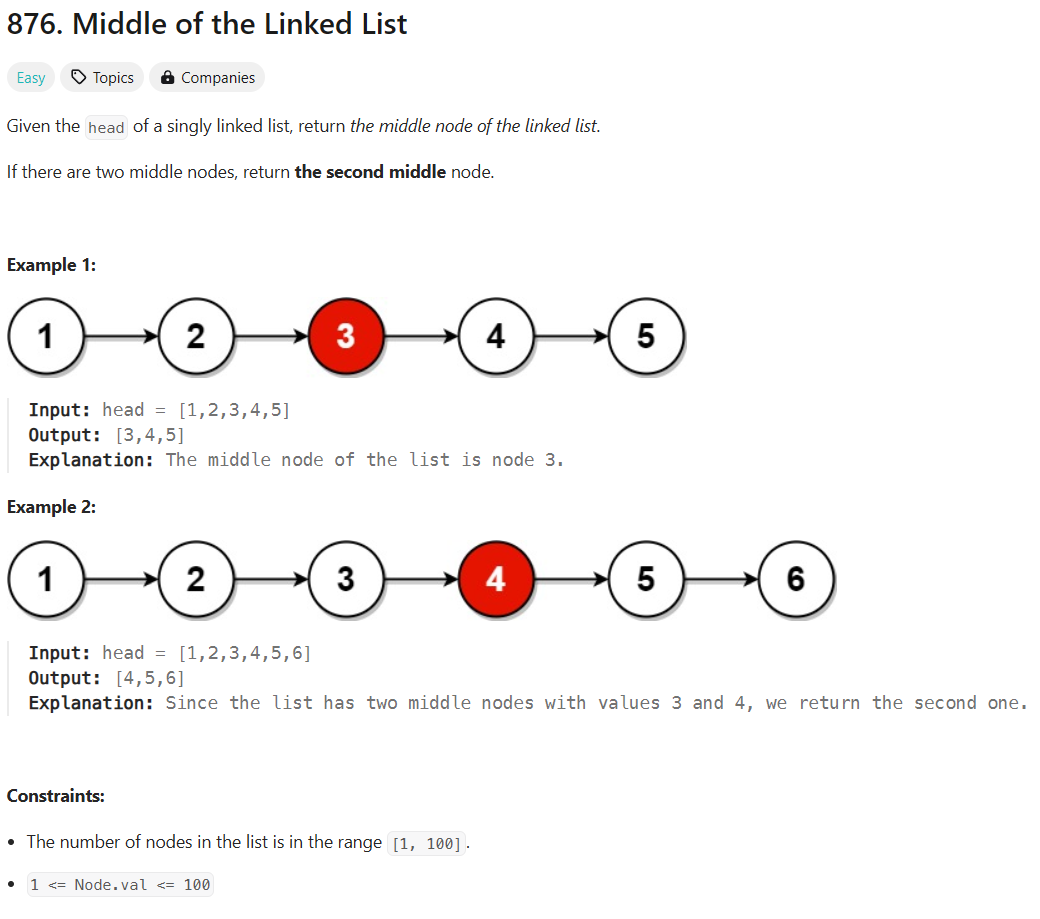 876. Middle of the Linked List
Easy Topics Companies
Given the head of a singly linked list, return the middle node of the linked list.
If there are two middle nodes, return the second middle node.
Example 1:
1 2 3 4 5
Input: head = [1,2,3,4,5]
Output: [3,4,5]
Explanation: The middle node of the list is node 3.
Example 2:
1 2 3 4 5 6
Input: head = [1,2,3,4,5,6]
Output: [4,5,6]
Explanation: Since the list has two middle nodes with values 3 and 4, we return the second one.
Constraints:
• The number of nodes in the list is in the range [1, 100].
• 1 <= Node.val <= 100